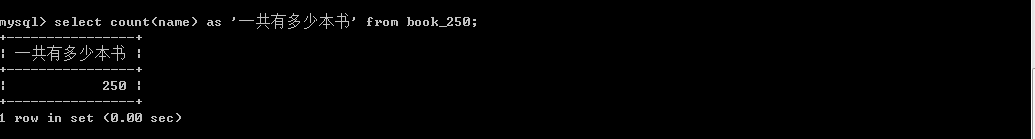 mysql> select count(name) as '一共有多少本书' from book_250;
+----------------+
| 一共有多少本书 |
+----------------+
|            250 |
+----------------+
1 row in set (0.00 sec)